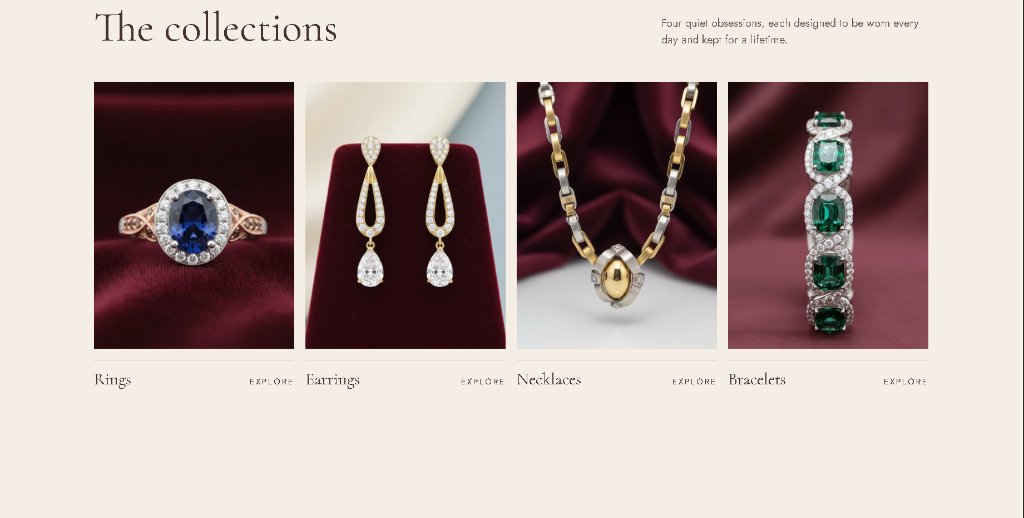 The collections
Four quiet obsessions, each designed to be worn every
day and kept for a lifetime.
Rings
EXPLORE
Earrings
EXPLORE
Necklaces
EXPLORE
Bracelets
EXPLORE